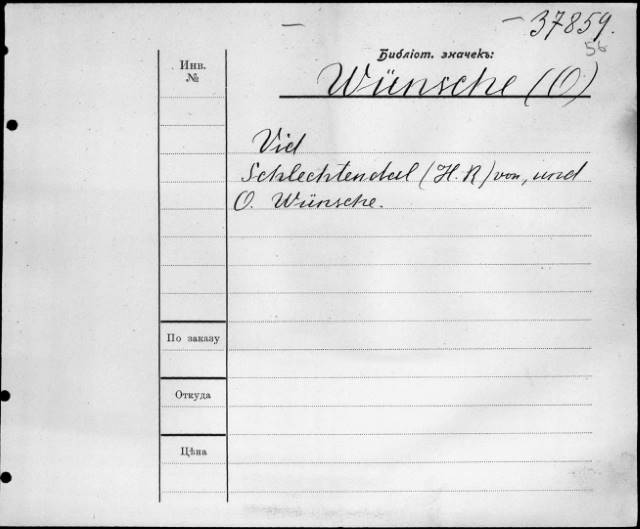 — — 37859.
56
Библіот. значекъ:
Wünsche (O)
Инв.
№
Vid
Schlechtendal (H. R) von, und
O. Wünsche.
По заказу
Откуда
Цѣна